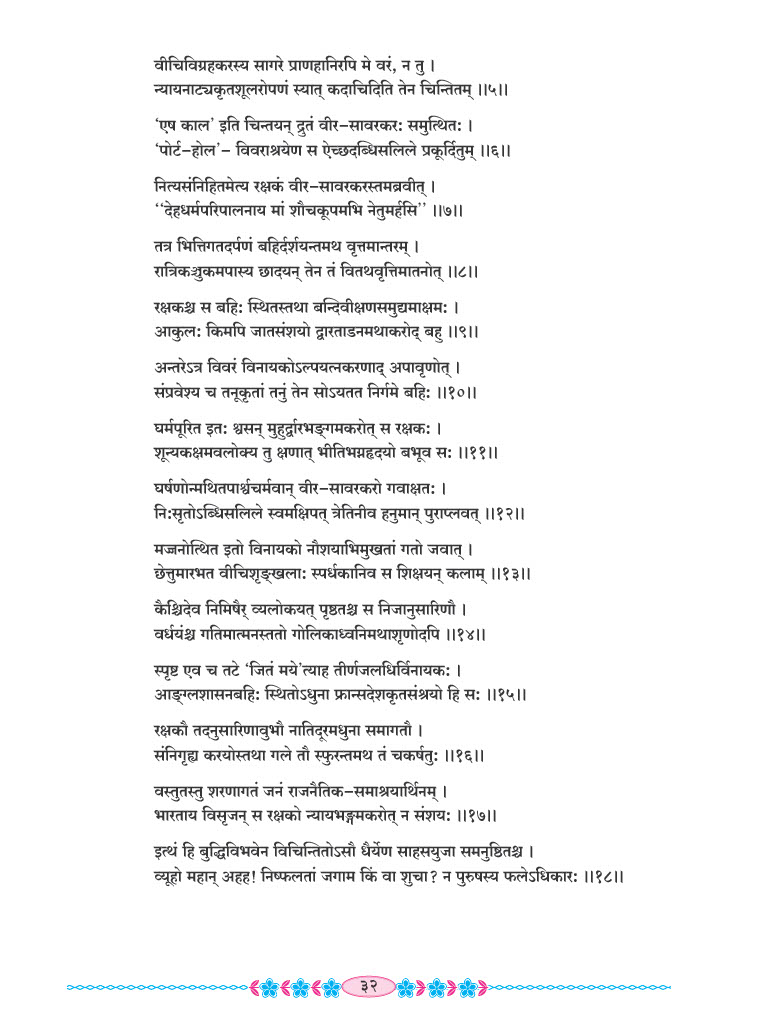 वीचिविग्रहकरस्य सागरे प्राणहानिरपि मे वरं, न तु ।
न्यायनाट्यकृतशूलरोपणं स्यात् कदाचिदिति तेन चिन्तितम् ।।५।।
‘एष काल’ इति चिन्तयन् द्रुतं वीर-सावरकर: समुत्थित: ।
‘पोर्ट-होल’- विवराश्रयेण स ऐच्छदब्धिसलिले प्रकूर्दितुम् ।।६।।
नित्यसंनिहितमेत्य रक्षकं वीर-सावरकरस्तमब्रवीत् ।
‘‘देहधर्मपरिपालनाय मां शौचकूपमभि नेतुमर्हसि’’ ।।७।।
तत्र भित्तिगतदर्पणं बहिर्दर्शयन्तमथ वृत्तमान्तरम् ।
रात्रिकञ्चुकमपास्य छादयन् तेन तं वितथवृत्तिमातनोत् ।।८।।
रक्षकश्च स बहि: स्थितस्तथा बन्दिवीक्षणसमुद्यमाक्षम: ।
आकुल: किमपि जातसंशयो द्वारताडनमथाकरोद् बहु ।।९।।
अन्तरेऽत्र विवरं विनायकोऽल्पयत्नकरणाद् अपावृणोत् ।
संप्रवेश्य च तनूकृतां तनुं तेन सोऽयतत निर्गमे बहि: ।।१०।।
घर्मपूरित इत: श्वसन् मुहुर्द्वारभङ्गमकरोत् स रक्षक: ।
शून्यकक्षमवलोक्य तु क्षणात् भीतिभग्नहृदयो बभूव स: ।।११।।
घर्षणोन्मथितपार्श्वचर्मवान् वीर-सावरकरो गवाक्षत: ।
नि:सृतोऽब्धिसलिले स्वमक्षिपत् त्रेतिनीव हनुमान् पुराप्लवत् ।।१२।।
मज्जनोत्थित इतो विनायको नौशयाभिमुखतां गतो जवात् ।
छेत्तुमारभत वीचिशृङ्खला: स्पर्धकानिव स शिक्षयन् कलाम् ।।१३।।
कैश्चिदेव निमिषैर् व्यलोकयत् पृष्ठतश्च स निजानुसारिणौ ।
वर्धयंश्च गतिमात्मनस्ततो गोलिकाध्वनिमथाशृणोदपि ।।१४।।
स्पृष्ट एव च तटे ‘जितं मये’त्याह तीर्णजलधिर्विनायक: ।
आङ्ग्लशासनबहि: स्थितोऽधुना फ्रान्सदेशकृतसंश्रयो हि स: ।।१५।।
रक्षकौ तदनुसारिणावुभौ नातिदूरमधुना समागतौ ।
संनिगृह्य करयोस्तथा गले तौ स्फुरन्तमथ तं चकर्षतु: ।।१६।।
वस्तुतस्तु शरणागतं जनं राजनैतिक-समाश्रयार्थिनम् ।
भारताय विसृजन् स रक्षको न्यायभङ्गमकरोत् न संशय: ।।१७।।
इत्थं हि बुद्धिविभवेन विचिन्तितोऽसौ धैर्येण साहसयुजा समनुष्ठितश्च ।
व्यूहो महान् अहह! निष्फलतां जगाम किं वा शुचा? न पुरुषस्य फलेऽधिकार: ।।१८।।
३२